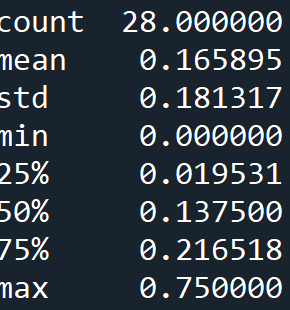 count 28.000000
mean 0.165895
std 0.181317
min 0.000000
25% 0.019531
50% 0.137500
75% 0.216518
max 0.750000